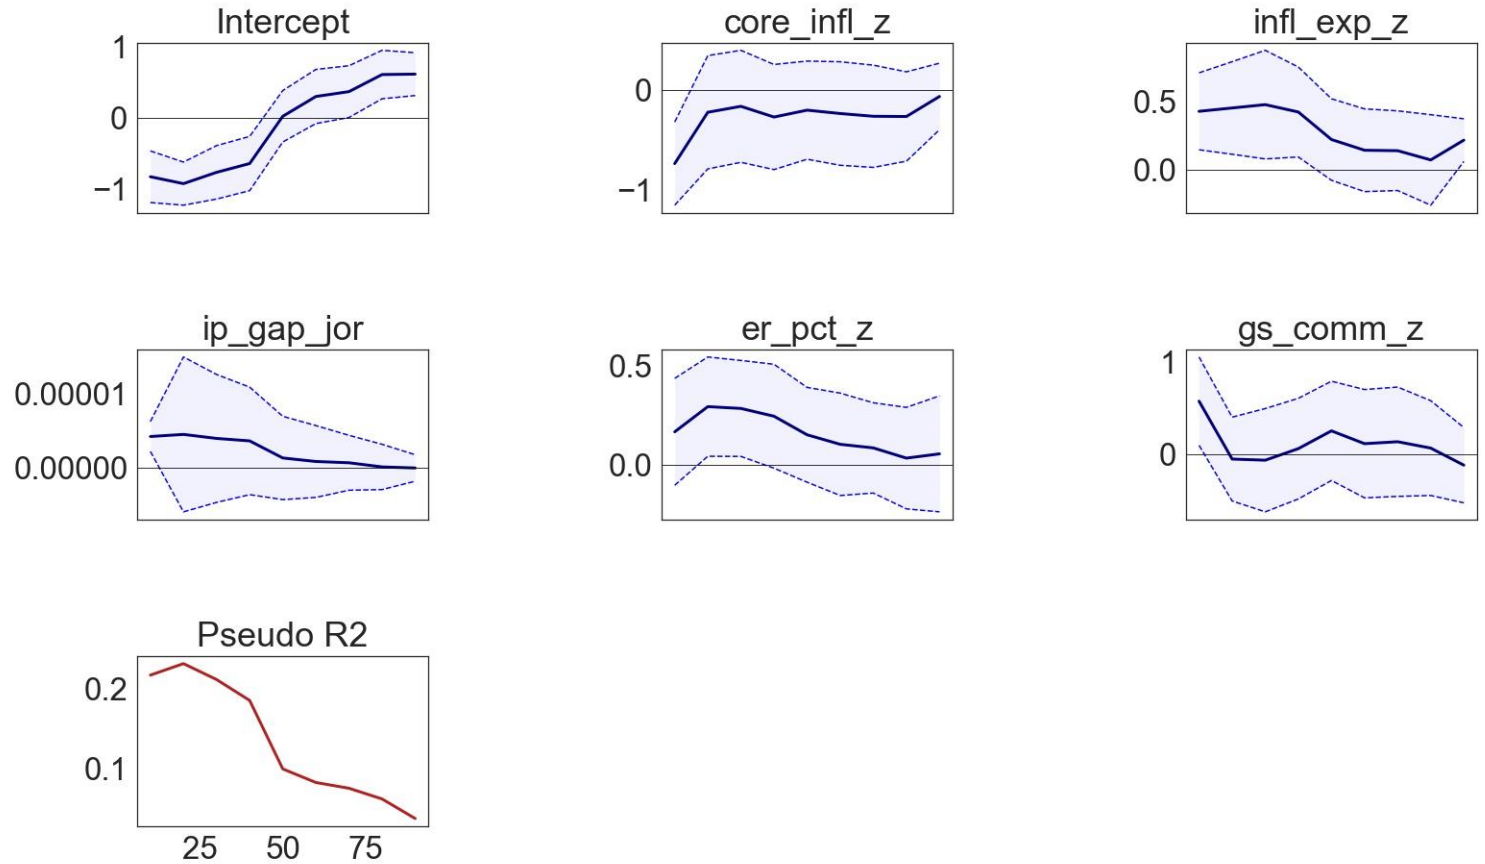 Intercept
1
0
−1
core_infl_z
0
−1
infl_exp_z
0.5
0.0
ip_gap_jor
0.00001
0.00000
er_pct_z
0.5
0.0
gs_comm_z
1
0
Pseudo R2
0.2
0.1
25 50 75